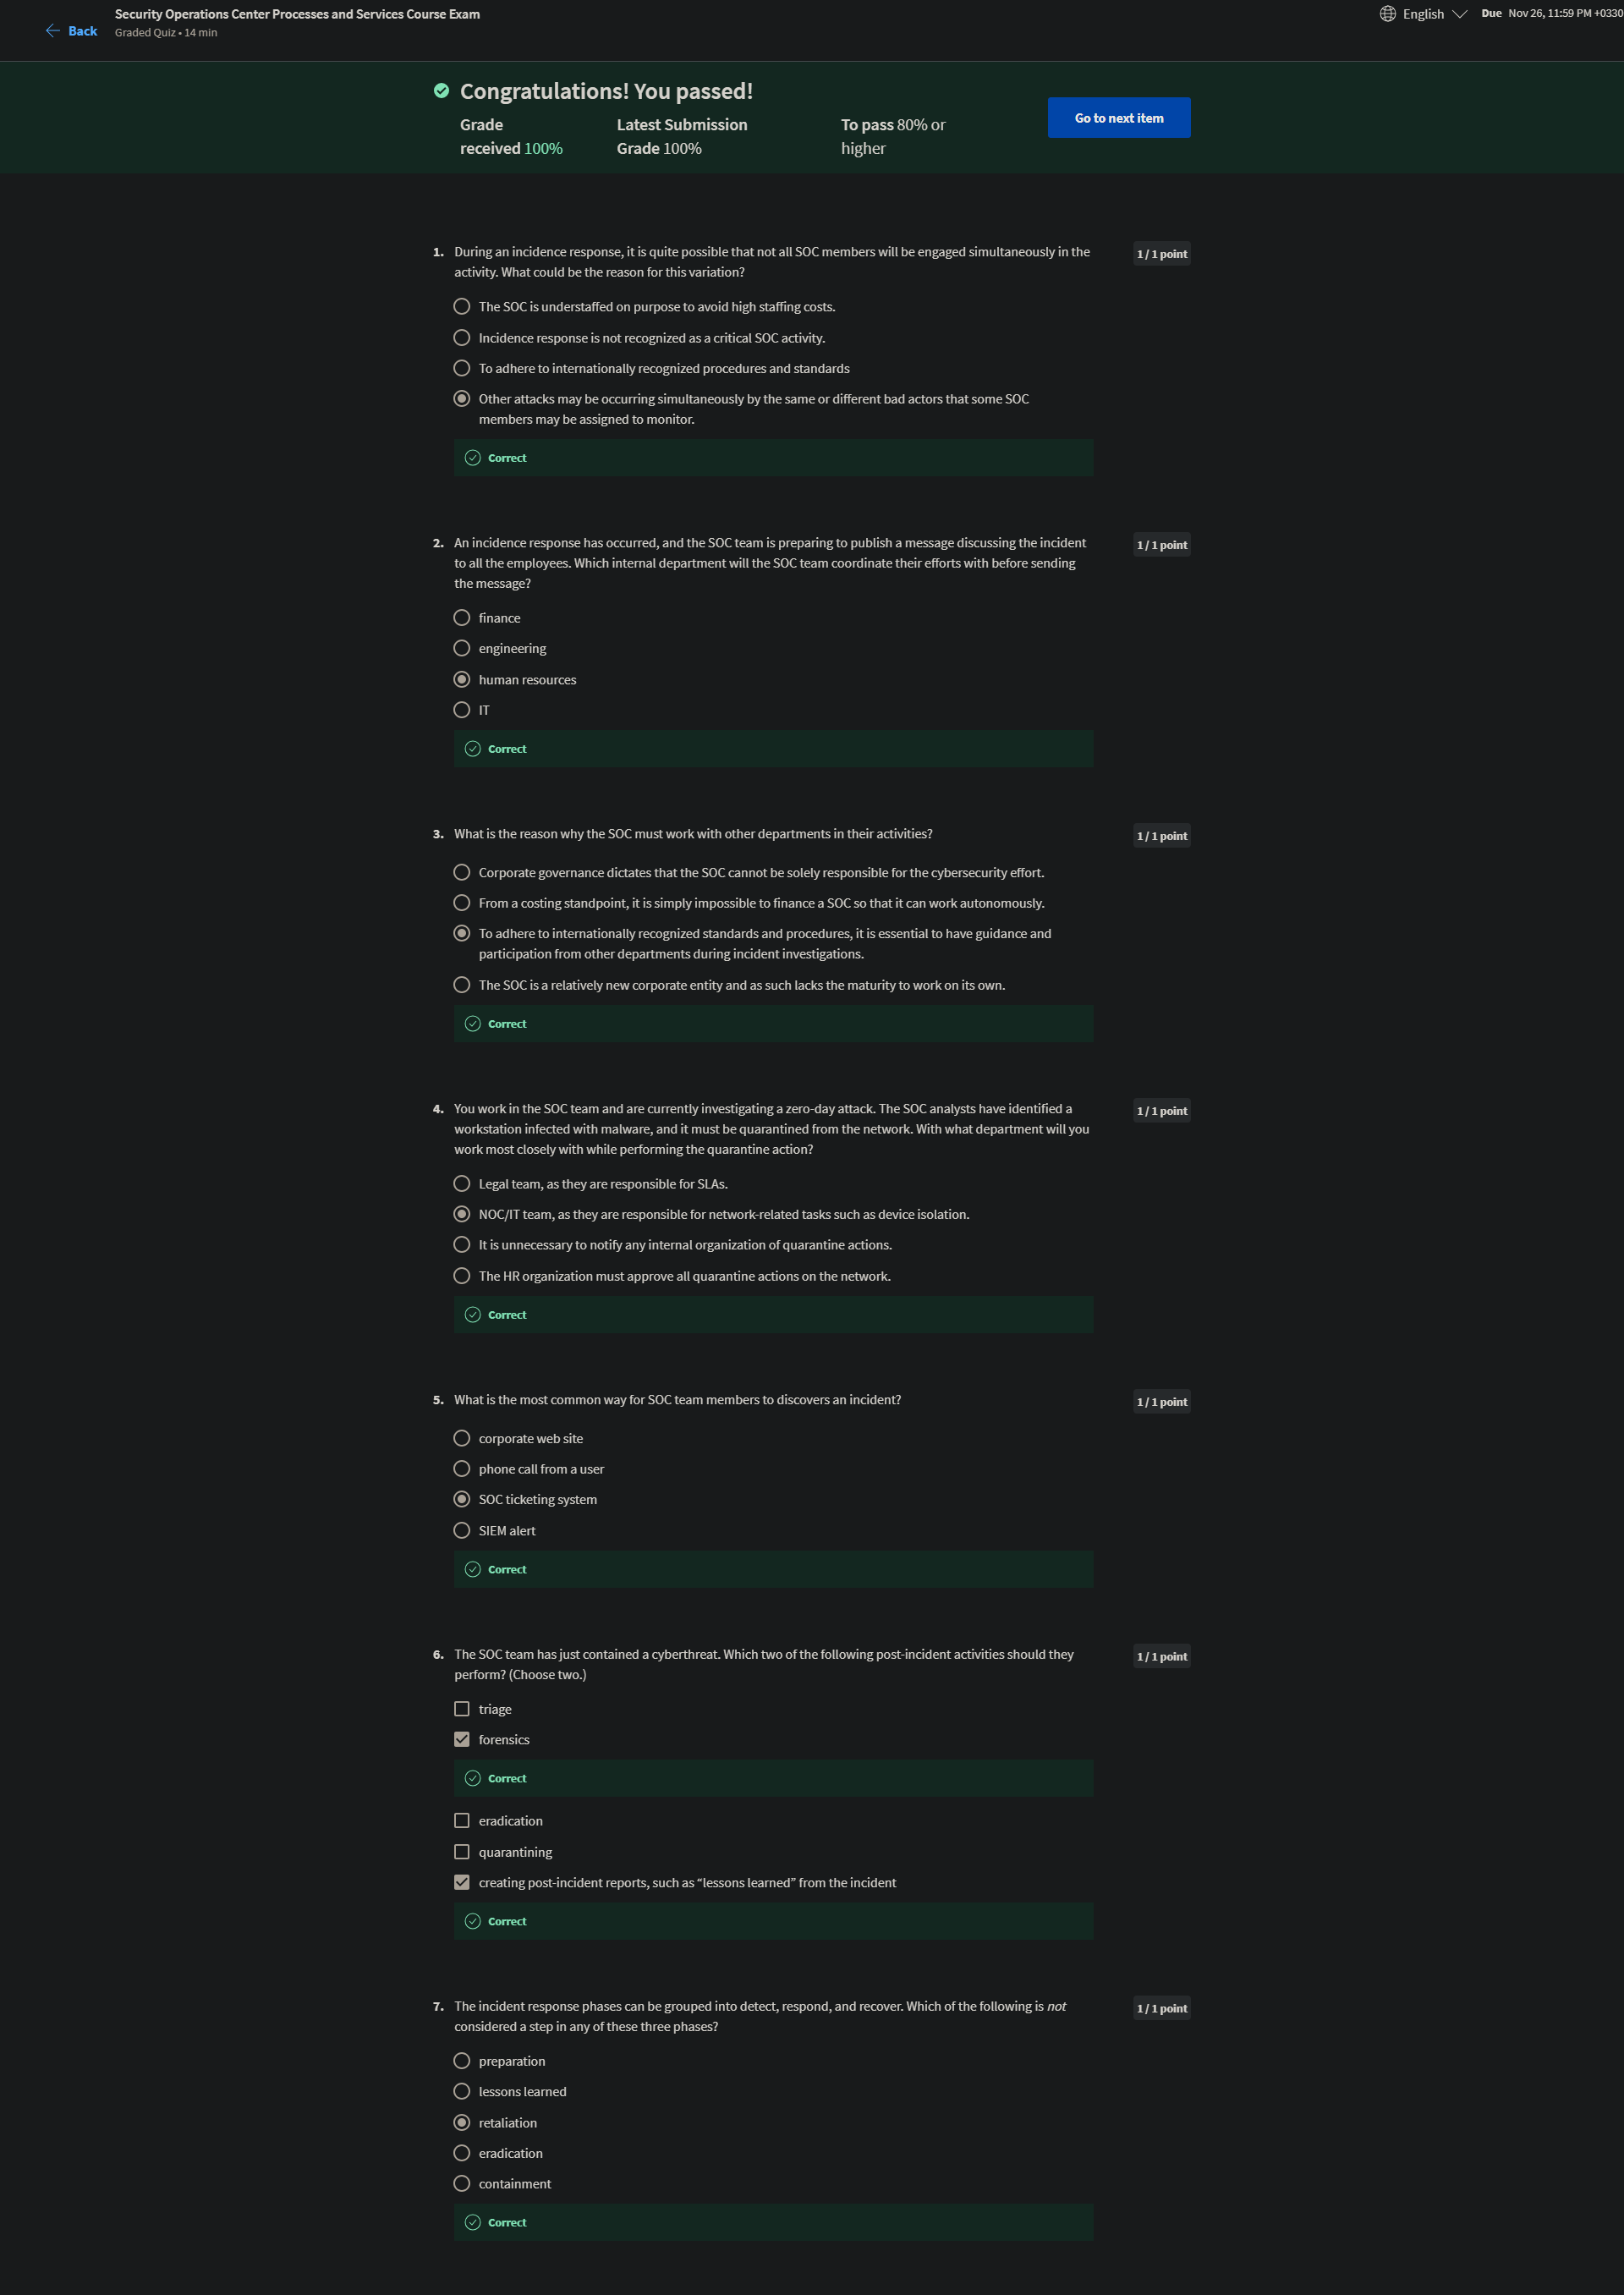 Back
Security Operations Center Processes and Services Course Exam
Graded Quiz • 14 min
English
Due Nov 26, 11:59 PM +0330
Congratulations! You passed!
Grade received 100%
Latest Submission Grade 100%
To pass 80% or higher
Go to next item
1. During an incidence response, it is quite possible that not all SOC members will be engaged simultaneously in the
activity. What could be the reason for this variation?
1 / 1 point
The SOC is understaffed on purpose to avoid high staffing costs.
Incidence response is not recognized as a critical SOC activity.
To adhere to internationally recognized procedures and standards
Other attacks may be occurring simultaneously by the same or different bad actors that some SOC
members may be assigned to monitor.
Correct
2. An incidence response has occurred, and the SOC team is preparing to publish a message discussing the incident
to all the employees. Which internal department will the SOC team coordinate their efforts with before sending
the message?
1 / 1 point
finance
engineering
human resources
IT
Correct
3. What is the reason why the SOC must work with other departments in their activities?
1 / 1 point
Corporate governance dictates that the SOC cannot be solely responsible for the cybersecurity effort.
From a costing standpoint, it is simply impossible to finance a SOC so that it can work autonomously.
To adhere to internationally recognized standards and procedures, it is essential to have guidance and
participation from other departments during incident investigations.
The SOC is a relatively new corporate entity and as such lacks the maturity to work on its own.
Correct
4. You work in the SOC team and are currently investigating a zero-day attack. The SOC analysts have identified a
workstation infected with malware, and it must be quarantined from the network. With what department will you
work most closely with while performing the quarantine action?
1 / 1 point
Legal team, as they are responsible for SLAs.
NOC/IT team, as they are responsible for network-related tasks such as device isolation.
It is unnecessary to notify any internal organization of quarantine actions.
The HR organization must approve all quarantine actions on the network.
Correct
5. What is the most common way for SOC team members to discovers an incident?
1 / 1 point
corporate web site
phone call from a user
SOC ticketing system
SIEM alert
Correct
6. The SOC team has just contained a cyberthreat. Which two of the following post-incident activities should they
perform? (Choose two.)
1 / 1 point
triage
forensics
Correct
eradication
quarantining
creating post-incident reports, such as “lessons learned” from the incident
Correct
7. The incident response phases can be grouped into detect, respond, and recover. Which of the following is not
considered a step in any of these three phases?
1 / 1 point
preparation
lessons learned
retaliation
eradication
containment
Correct